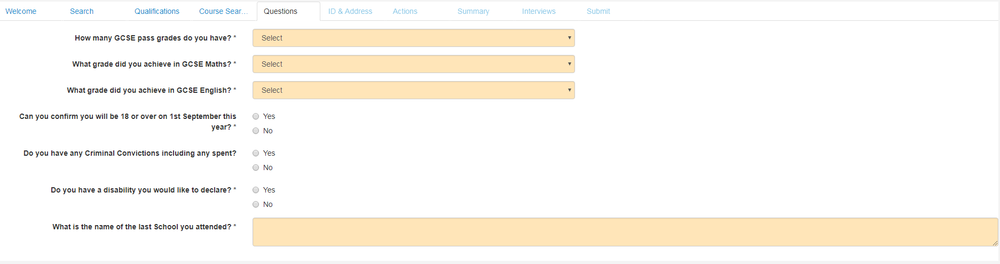 Welcome Search Qualifications Course Sear... Questions ID & Address Actions Summary Interviews Submit
How many GCSE pass grades do you have? * Select
What grade did you achieve in GCSE Maths? * Select
What grade did you achieve in GCSE English? * Select
Can you confirm you will be 18 or over on 1st September this
year? *
Yes
No
Do you have any Criminal Convictions including any spent? Yes
No
Do you have a disability you would like to declare? * Yes
No
What is the name of the last School you attended? *